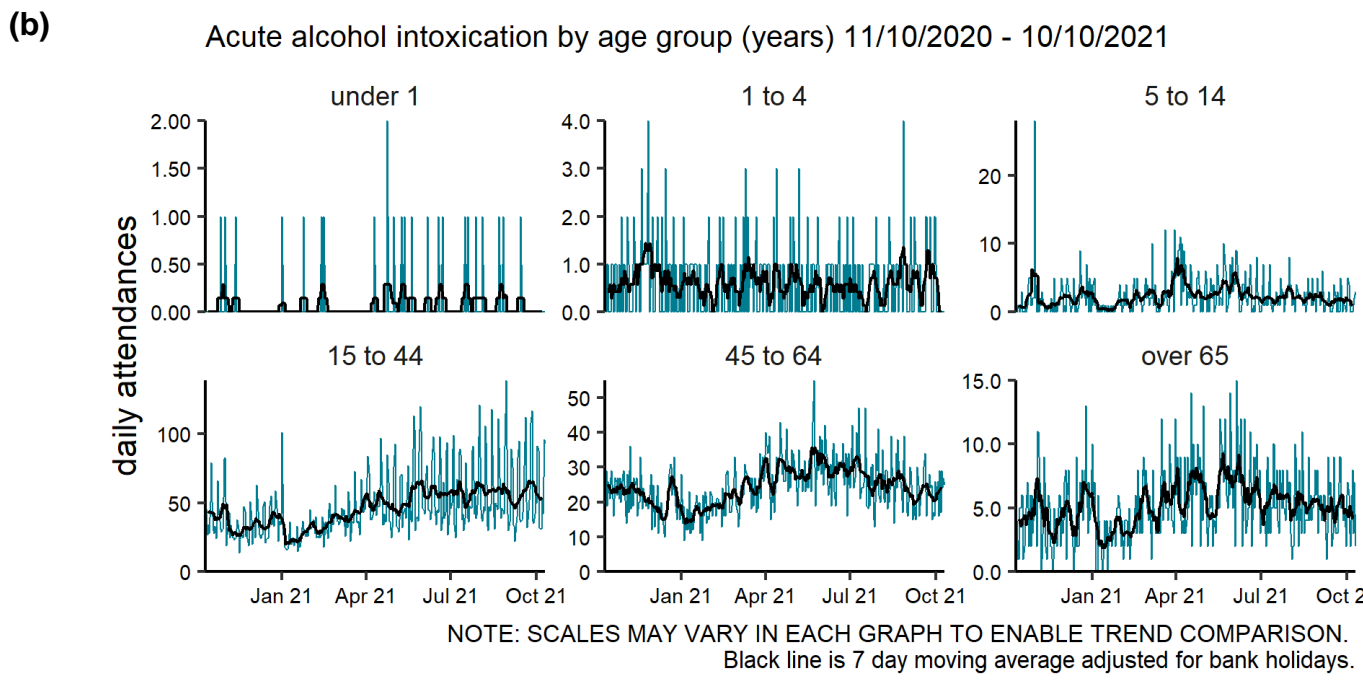 (b)
Acute alcohol intoxication by age group (years) 11/10/2020 - 10/10/2021
daily attendances
under 1
2.00
1.50
1.00
0.50
0.00
1 to 4
4.0
3.0
2.0
1.0
0.0
5 to 14
20
10
0
15 to 44
100
50
0
Jan 21 Apr 21 Jul 21 Oct 21
45 to 64
50
40
30
20
10
0
Jan 21 Apr 21 Jul 21 Oct 21
over 65
15.0
10.0
5.0
0.0
Jan 21 Apr 21 Jul 21 Oct 2
NOTE: SCALES MAY VARY IN EACH GRAPH TO ENABLE TREND COMPARISON.
Black line is 7 day moving average adjusted for bank holidays.